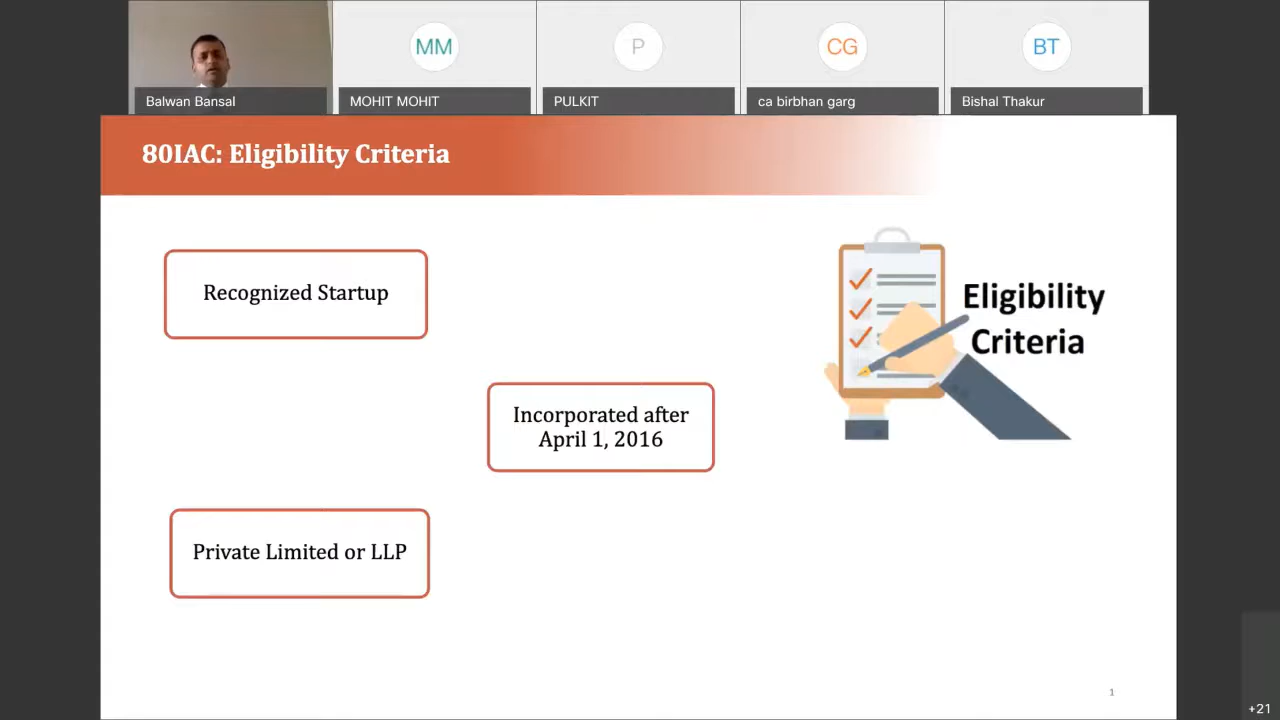 MM
P
CG
BT
Balwan Bansal
MOHIT MOHIT
PULKIT
ca birbhan garg
Bishal Thakur
80IAC: Eligibility Criteria
Recognized Startup
Eligibility
Criteria
Incorporated after
April 1, 2016
Private Limited or LLP
1
+21